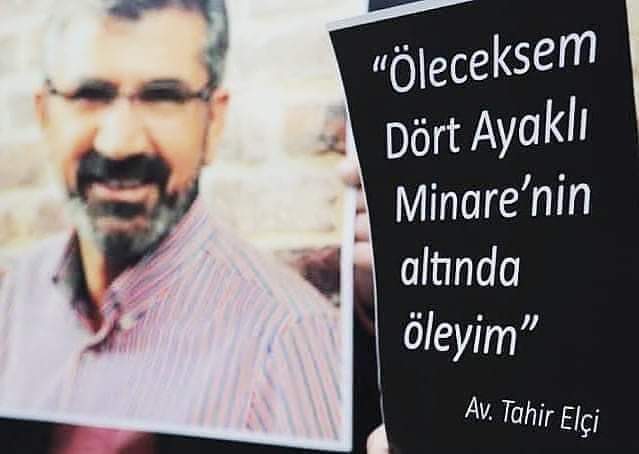 “Öleceksem
Dört Ayaklı
Minare’nin
altında
öleyim”
Av. Tahir Elçi